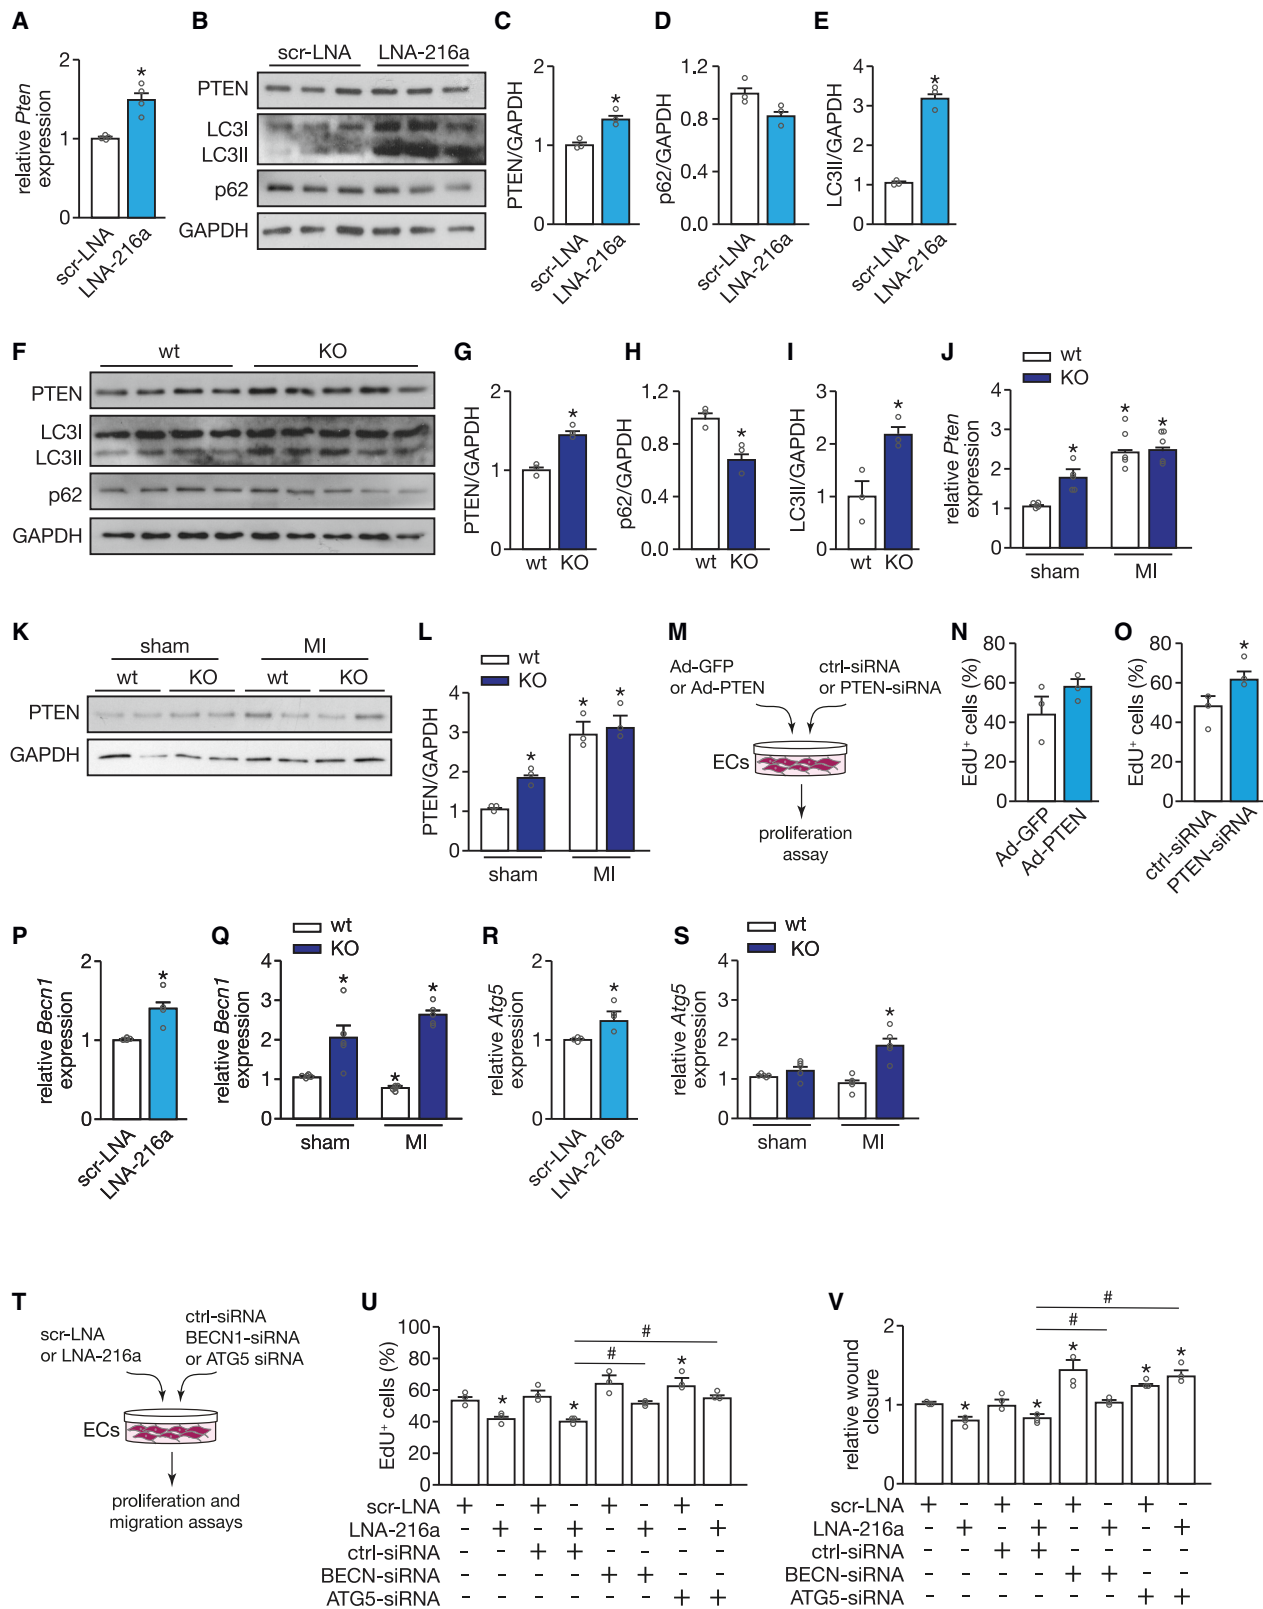 A
relative Pten
expression
2
1
0
*
scr-LNA
LNA-216a
B
scr-LNA LNA-216a
PTEN
LC3I
LC3II
p62
GAPDH
C
PTEN/GAPDH
2
1
0
*
scr-LNA
LNA-216a
D
p62/GAPDH
1.2
0.8
0.4
0.0
scr-LNA
LNA-216a
E
LC3II/GAPDH
4
3
2
1
0
*
scr-LNA
LNA-216a
F
wt KO
PTEN
LC3I
LC3II
p62
GAPDH
G
PTEN/GAPDH
2
1
0
*
wt KO
H
p62/GAPDH
1.2
0.8
0.4
0.0
*
wt KO
I
LC3II/GAPDH
3
2
1
0
*
wt KO
J
wt
KO
relative Pten
expression
4
3
2
1
0
* * *
sham MI
K
sham MI
wt KO wt KO
PTEN
GAPDH
L
wt
KO
PTEN/GAPDH
4
3
2
1
0
* * *
sham MI
M
Ad-GFP
or Ad-PTEN
ctrl-siRNA
or PTEN-siRNA
ECs
proliferation
assay
N
EdU⁺ cells (%)
80
60
40
20
0
Ad-GFP
Ad-PTEN
O
EdU⁺ cells (%)
80
60
40
20
0
*
ctrl-siRNA
PTEN-siRNA
P
relative Becn1
expression
2
1
0
*
scr-LNA
LNA-216a
Q
wt
KO
relative Becn1
expression
4
3
2
1
0
* * *
sham MI
R
relative Atg5
expression
2
1
0
*
scr-LNA
LNA-216a
S
wt
KO
relative Atg5
expression
4
3
2
1
0
*
sham MI
T
scr-LNA
or LNA-216a
ctrl-siRNA
BECN1-siRNA
or ATG5 siRNA
ECs
proliferation and
migration assays
U
EdU⁺ cells (%)
100
80
60
40
20
0
#
#
* * *
scr-LNA + - + - + - + -
LNA-216a - + - + - + - +
ctrl-siRNA - - + + - - - -
BECN-siRNA - - - - + + - -
ATG5-siRNA - - - - - - + +
V
relative wound
closure
2
1
0
#
#
* * * * *
scr-LNA + - + - + - + -
LNA-216a - + - + - + - +
ctrl-siRNA - - + + - - - -
BECN-siRNA - - - - + + - -
ATG5-siRNA - - - - - - + +